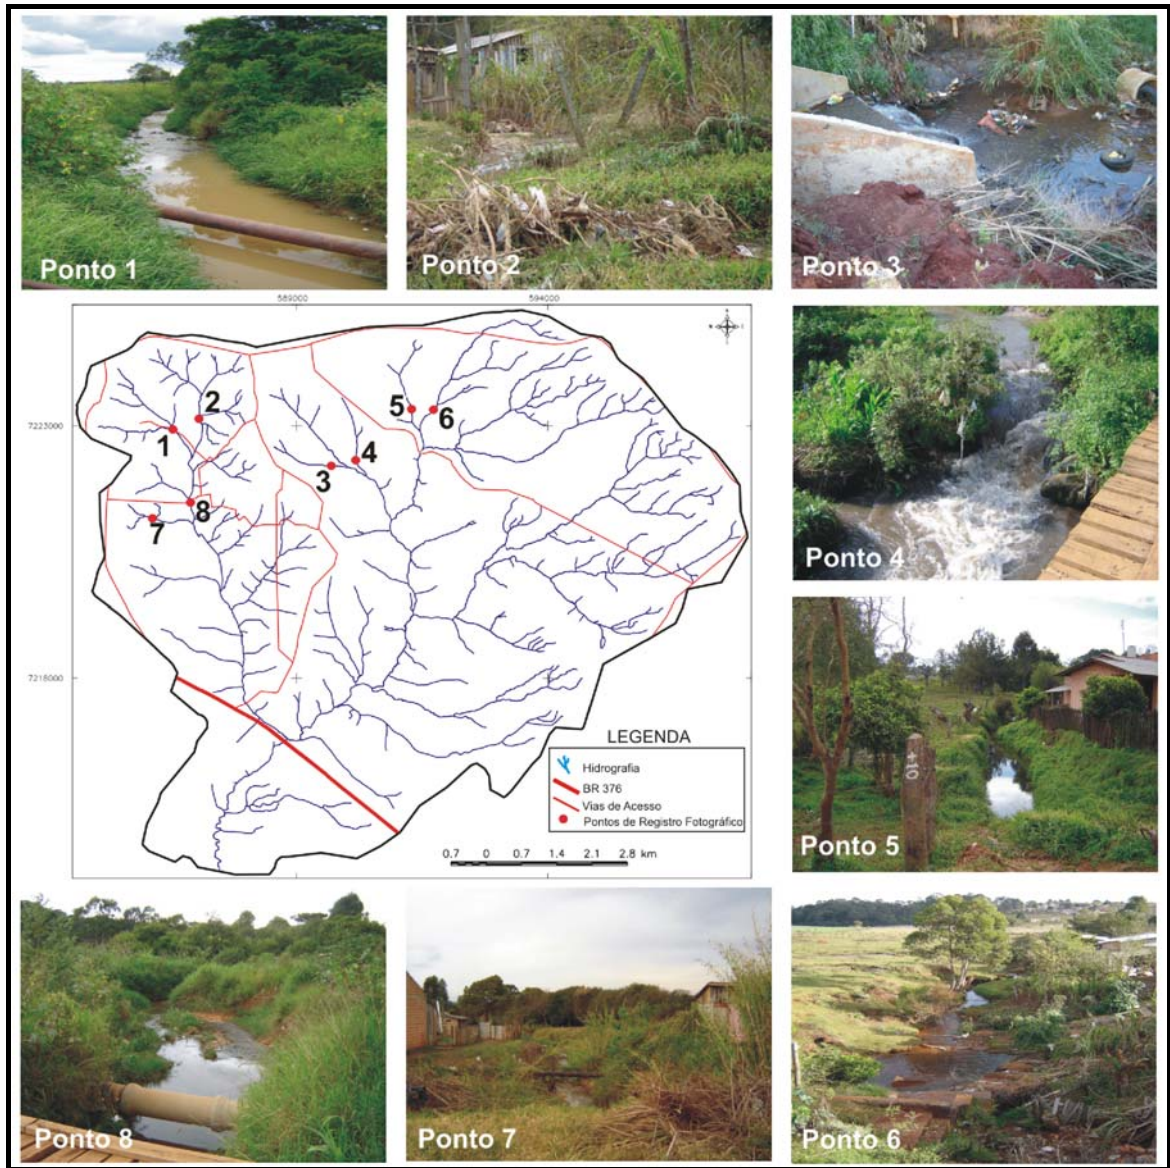 Ponto 1
Ponto 2
Ponto 3
589000
594000
7223000
7218000
1
2
3
4
5
6
7
8
LEGENDA
Hidrografia
BR 376
Vias de Acesso
Pontos de Registro Fotográfico
0.7 0 0.7 1.4 2.1 2.8 km
Ponto 4
+10
Ponto 5
Ponto 8
Ponto 7
Ponto 6